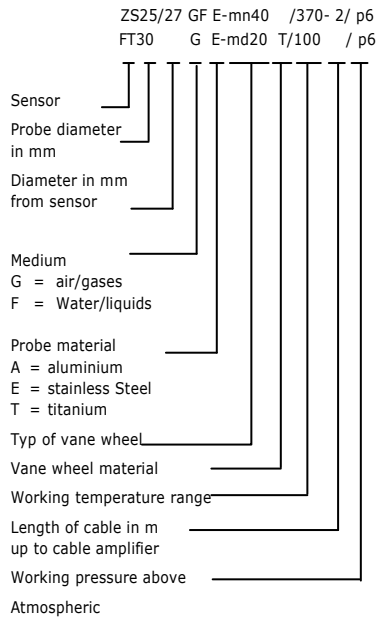 ZS25/27 GF E-mn40 /370- 2/ p6
FT30 G E-md20 T/100 / p6
Sensor
Probe diameter
in mm
Diameter in mm
from sensor
Medium
G = air/gases
F = Water/liquids
Probe material
A = aluminium
E = stainless Steel
T = titanium
Typ of vane wheel
Vane wheel material
Working temperature range
Length of cable in m
up to cable amplifier
Working pressure above
Atmospheric